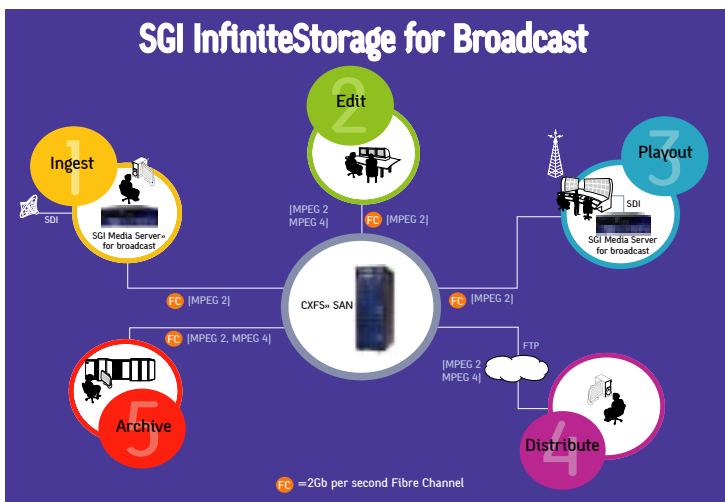 SGI InfiniteStorage for Broadcast
1
Ingest
SDI
SGI Media Server»
for broadcast
2
Edit
[MPEG 2
MPEG 4]
FC [MPEG 2]
3
Playout
SDI
SGI Media Server
for broadcast
FC [MPEG 2]
CXFS» SAN
FC [MPEG 2]
FC [MPEG 2, MPEG 4]
FTP
[MPEG 2
MPEG 4]
4
Distribute
5
Archive
FC =2Gb per second Fibre Channel